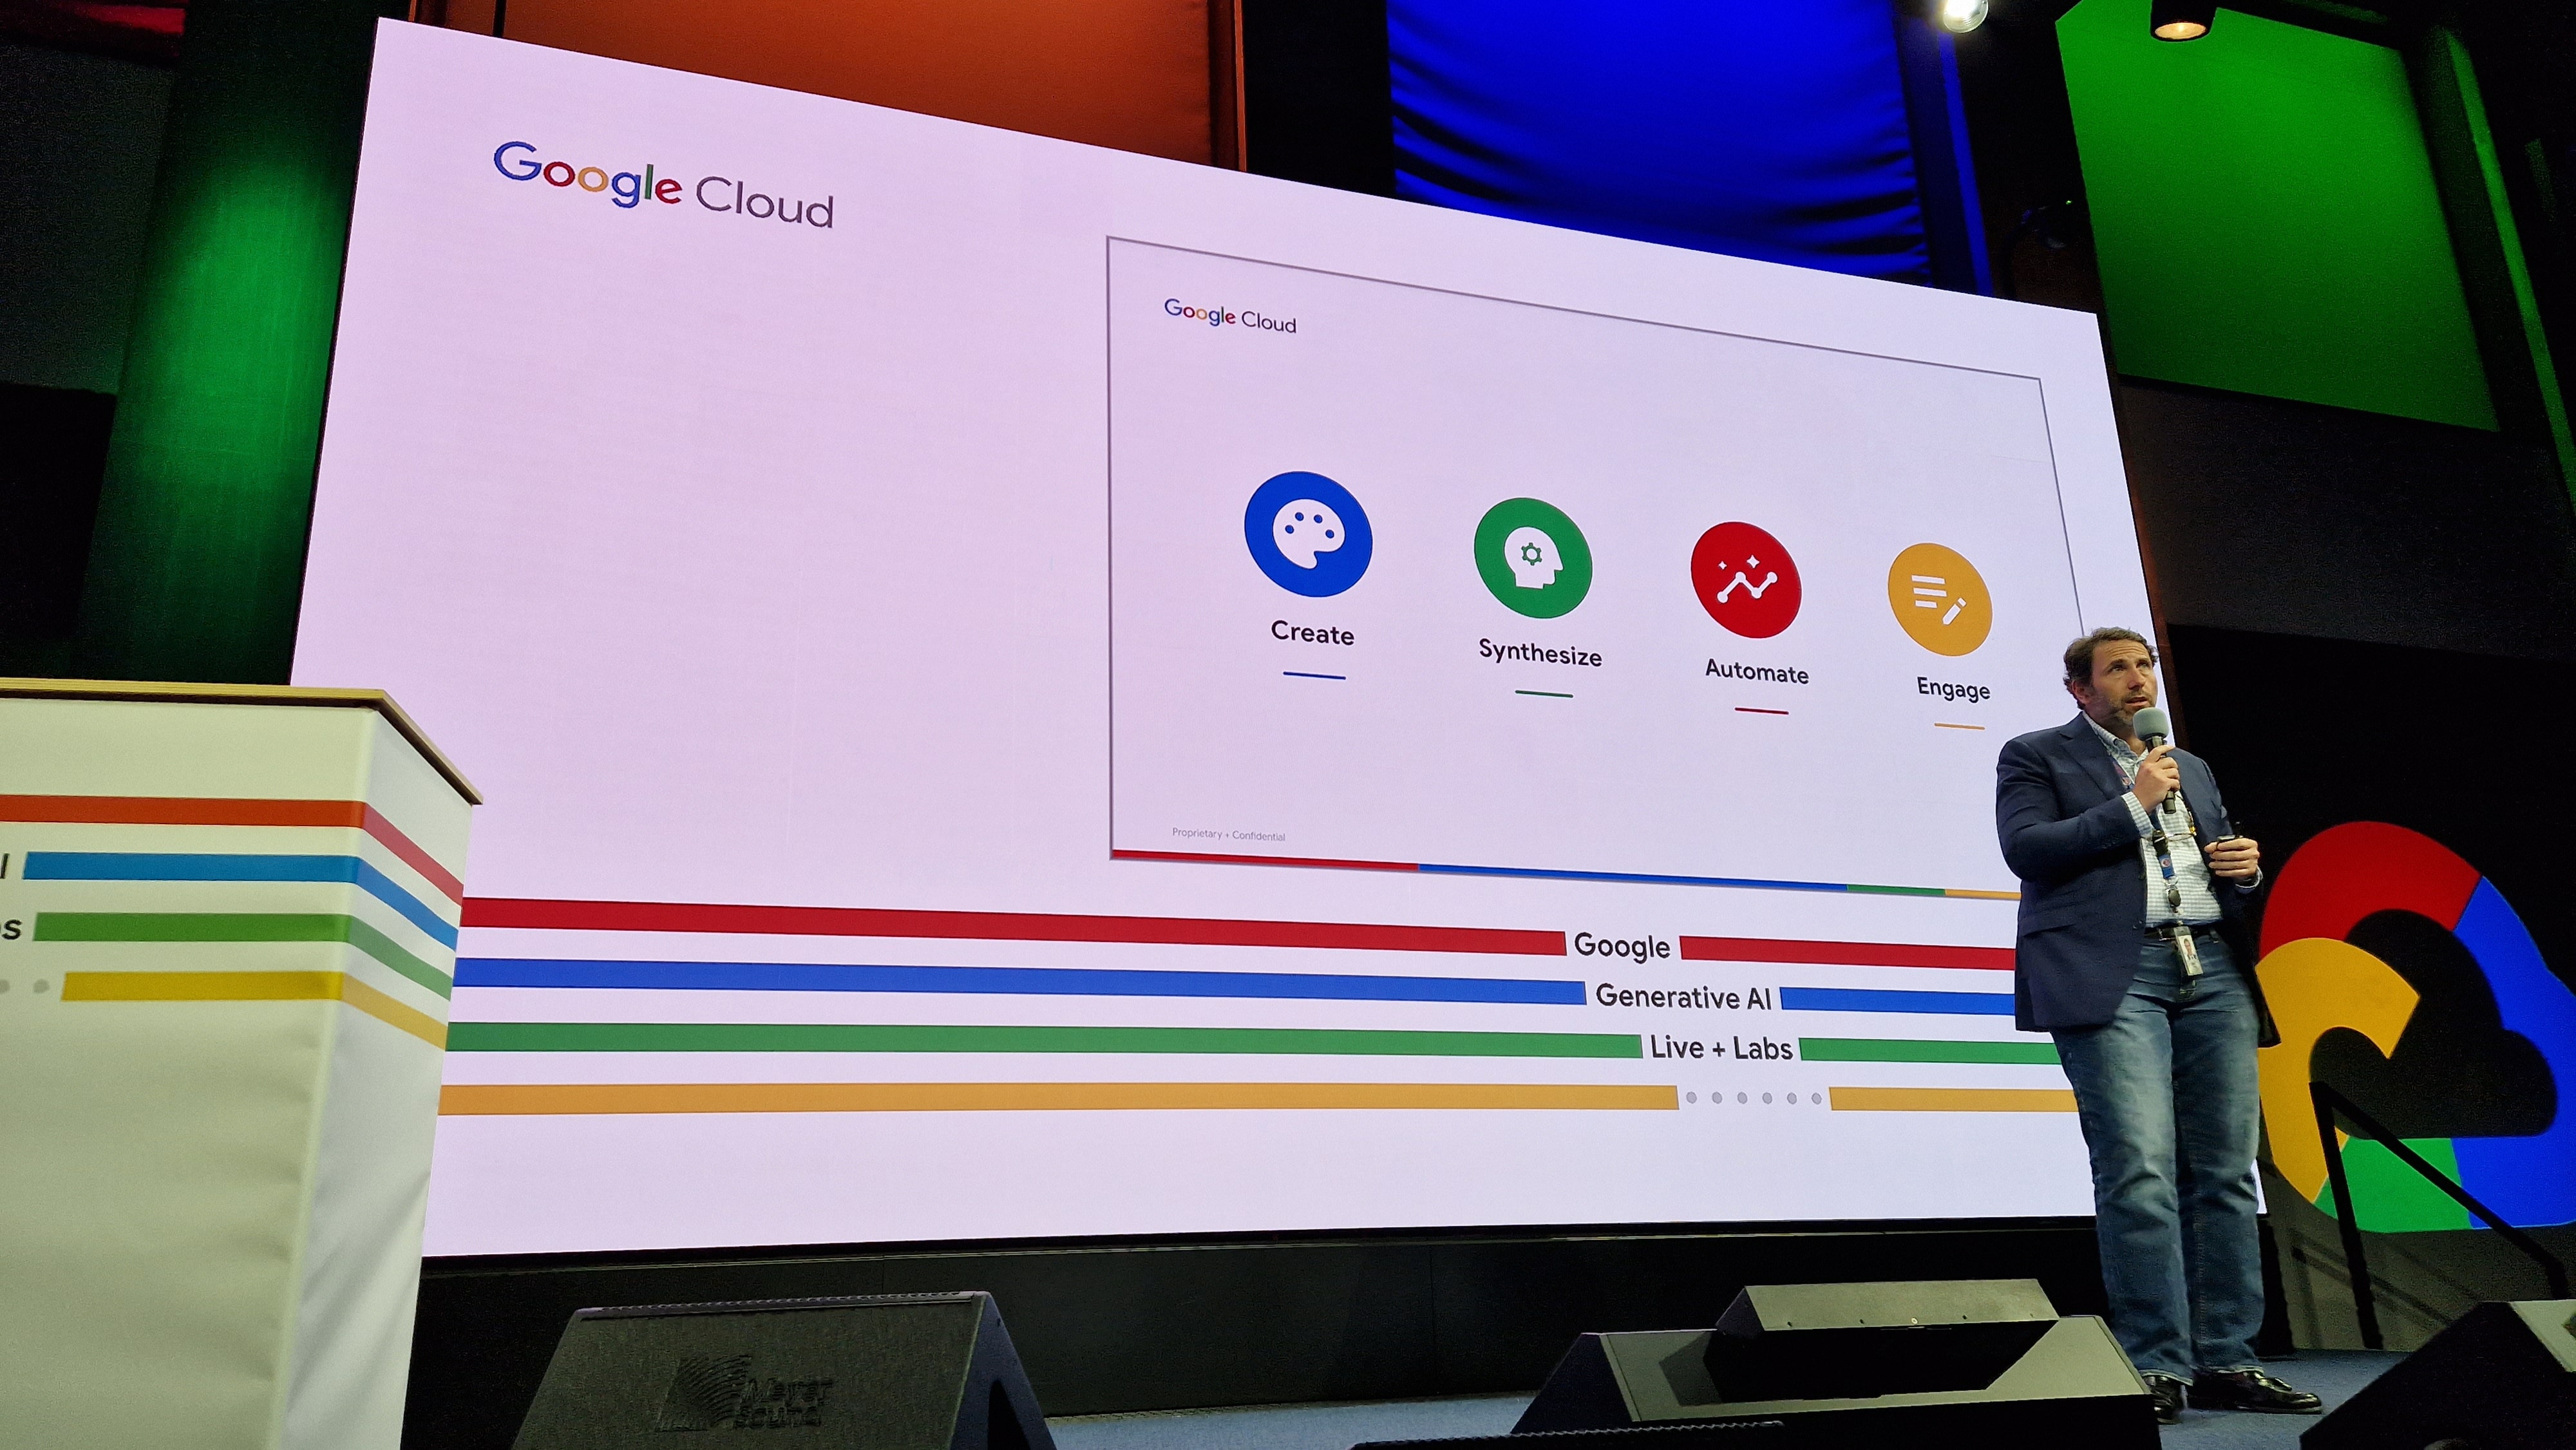 Google Cloud
Google Cloud
Create
Synthesize
Automate
Engage
Proprietary + Confidential
Google
Generative AI
Live + Labs
Meyer Sound